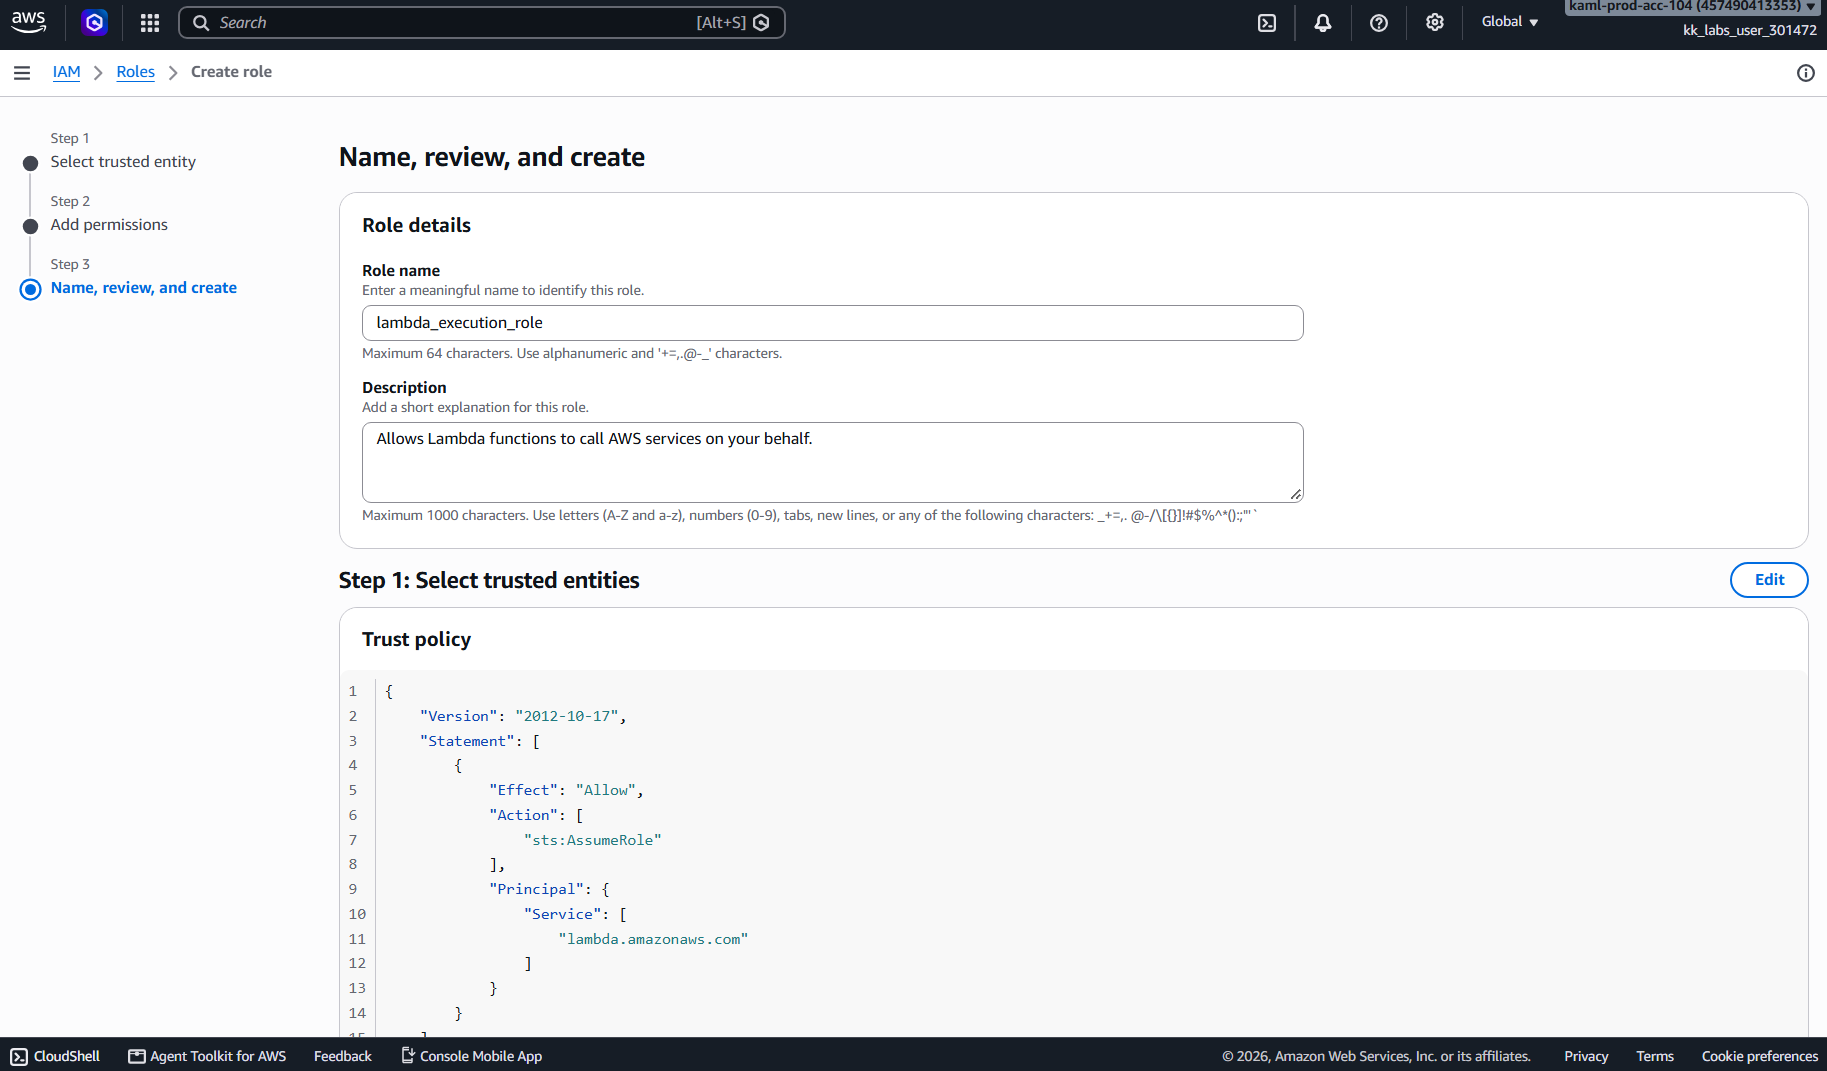 aws
Search [Alt+S]
Global
kaml-prod-acc-104 (457490413353)
kk_labs_user_301472
IAM
Roles
Create role
Step 1
Select trusted entity
Step 2
Add permissions
Step 3
Name, review, and create
Name, review, and create
Role details
Role name
Enter a meaningful name to identify this role.
lambda_execution_role
Maximum 64 characters. Use alphanumeric and '+=,.@-_' characters.
Description
Add a short explanation for this role.
Allows Lambda functions to call AWS services on your behalf.
Maximum 1000 characters. Use letters (A-Z and a-z), numbers (0-9), tabs, new lines, or any of the following characters: _+=,. @-/\[{}]!#$%^*();:;"'`
Step 1: Select trusted entities
Edit
Trust policy
1 {
2 "Version": "2012-10-17",
3 "Statement": [
4 {
5 "Effect": "Allow",
6 "Action": [
7 "sts:AssumeRole"
8 ],
9 "Principal": {
10 "Service": [
11 "lambda.amazonaws.com"
12 ]
13 }
14 }
15 ]
CloudShell
Agent Toolkit for AWS
Feedback
Console Mobile App
© 2026, Amazon Web Services, Inc. or its affiliates.
Privacy
Terms
Cookie preferences